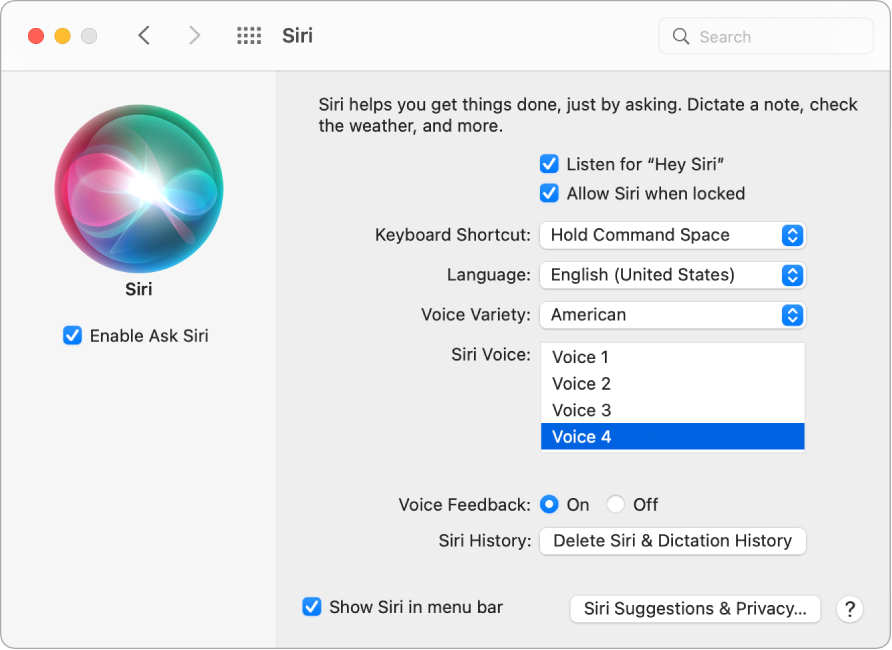 Siri
Search
Siri helps you get things done, just by asking. Dictate a note, check
the weather, and more.
Siri
Enable Ask Siri
Listen for “Hey Siri”
Allow Siri when locked
Keyboard Shortcut: Hold Command Space
Language: English (United States)
Voice Variety: American
Siri Voice: Voice 1
Voice 2
Voice 3
Voice 4
Voice Feedback: On Off
Siri History: Delete Siri & Dictation History
Show Siri in menu bar Siri Suggestions & Privacy... ?